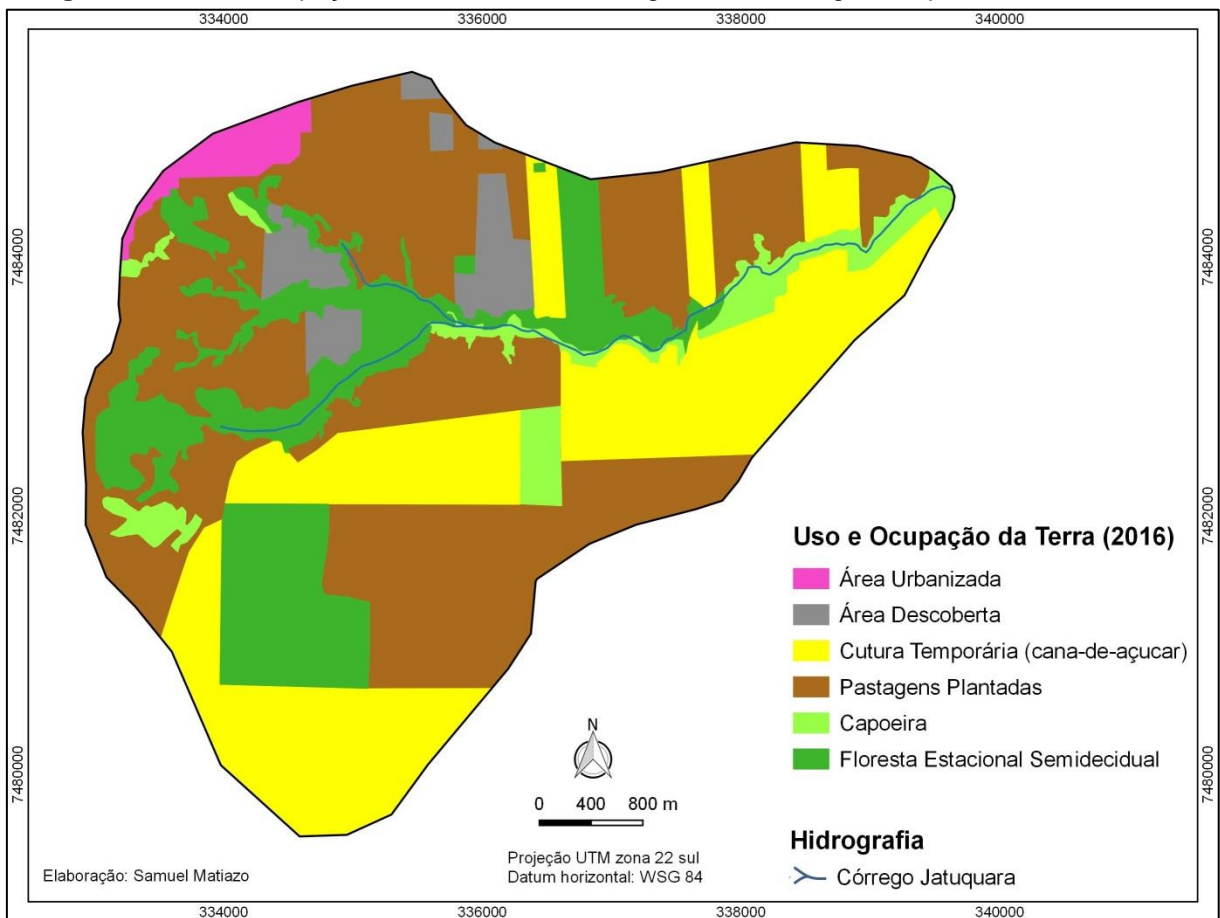 334000 336000 338000 340000
7484000 7484000
7482000 7482000
Uso e Ocupação da Terra (2016)
Área Urbanizada
Área Descoberta
Cutura Temporária (cana-de-açucar)
Pastagens Plantadas
Capoeira
Floresta Estacional Semidecidual
7480000 7480000
N
0 400 800 m
Projeção UTM zona 22 sul
Datum horizontal: WSG 84
Hidrografia
Córrego Jatuquara
Elaboração: Samuel Matiazo
334000 336000 338000 340000